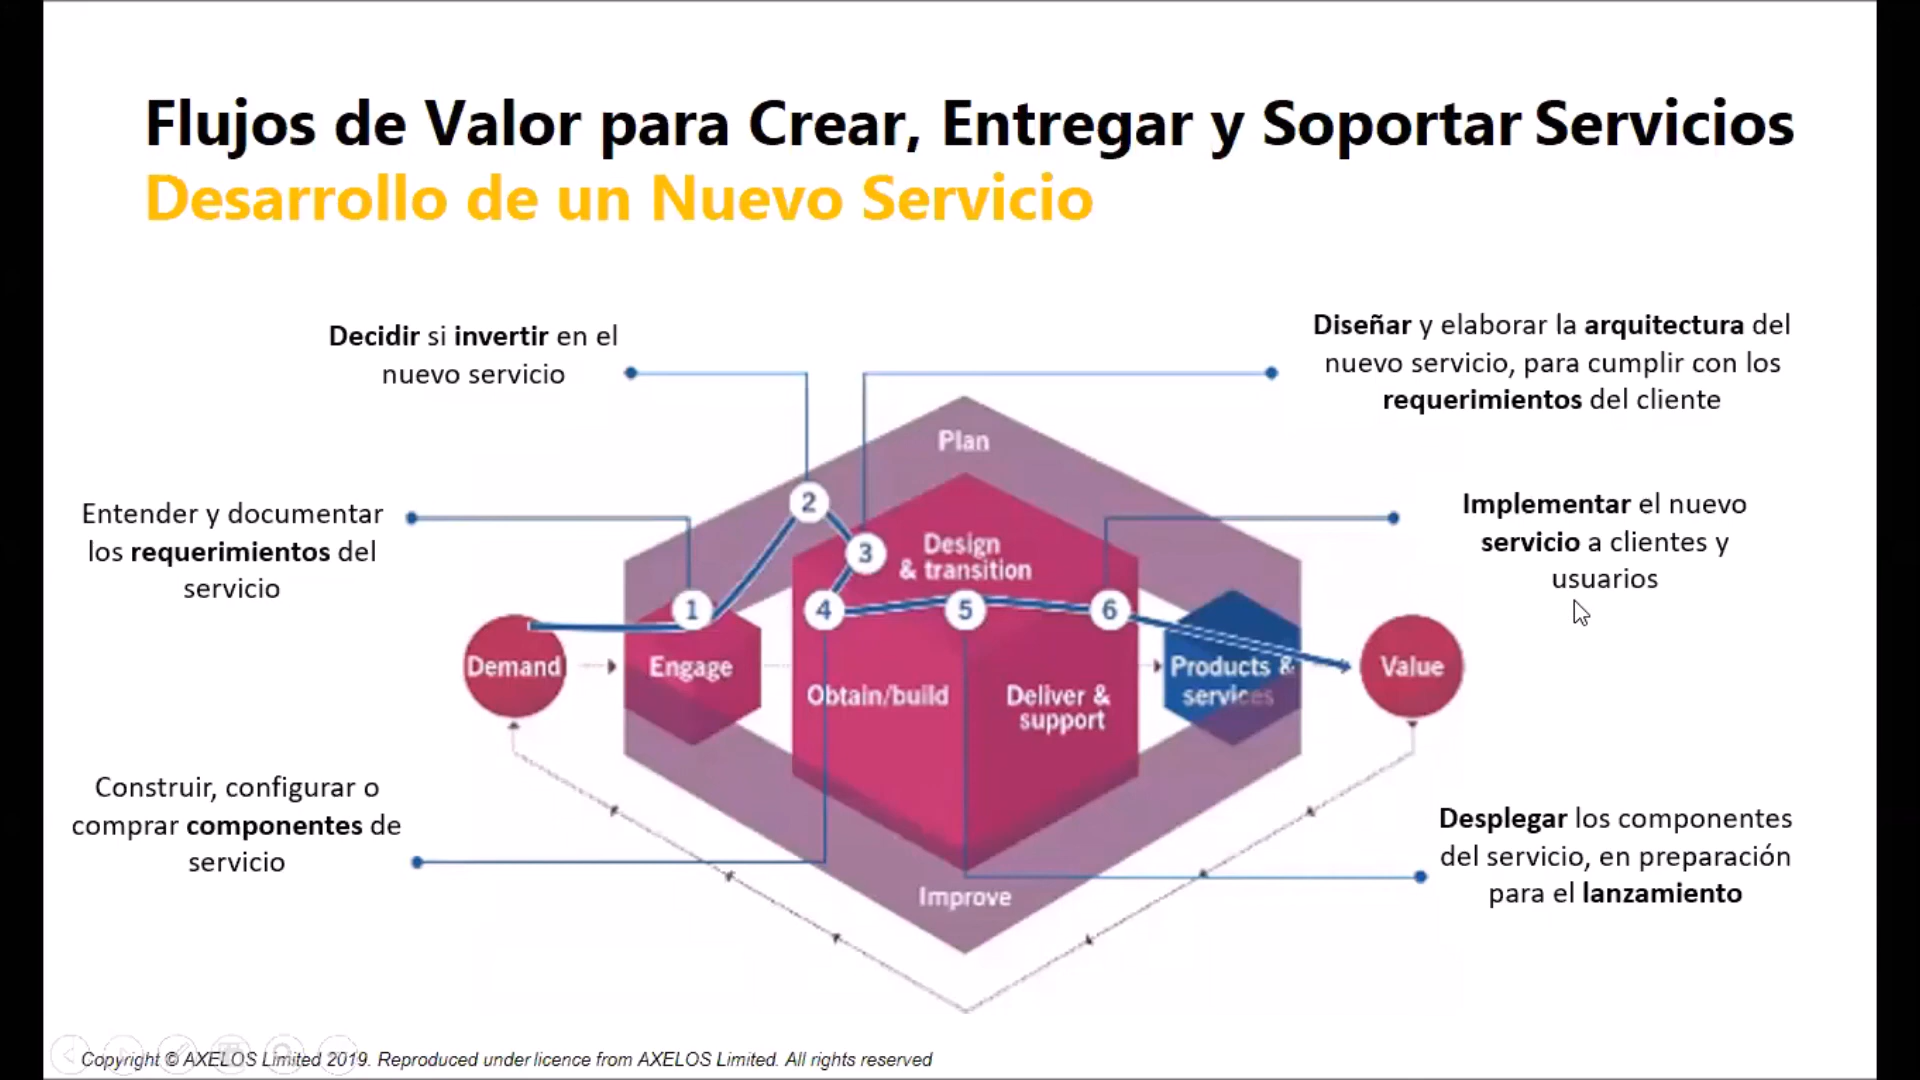 Flujos de Valor para Crear, Entregar y Soportar Servicios
Desarrollo de un Nuevo Servicio
Decidir si invertir en el
nuevo servicio
Diseñar y elaborar la arquitectura del
nuevo servicio, para cumplir con los
requerimientos del cliente
Entender y documentar
los requerimientos del
servicio
Implementar el nuevo
servicio a clientes y
usuarios
Construir, configurar o
comprar componentes de
servicio
Desplegar los componentes
del servicio, en preparación
para el lanzamiento
Plan
2
3
Design
& transition
1
4
5
6
Demand
Engage
Obtain/build
Deliver &
support
Products &
services
Value
Improve
Copyright © AXELOS Limited 2019. Reproduced under licence from AXELOS Limited. All rights reserved